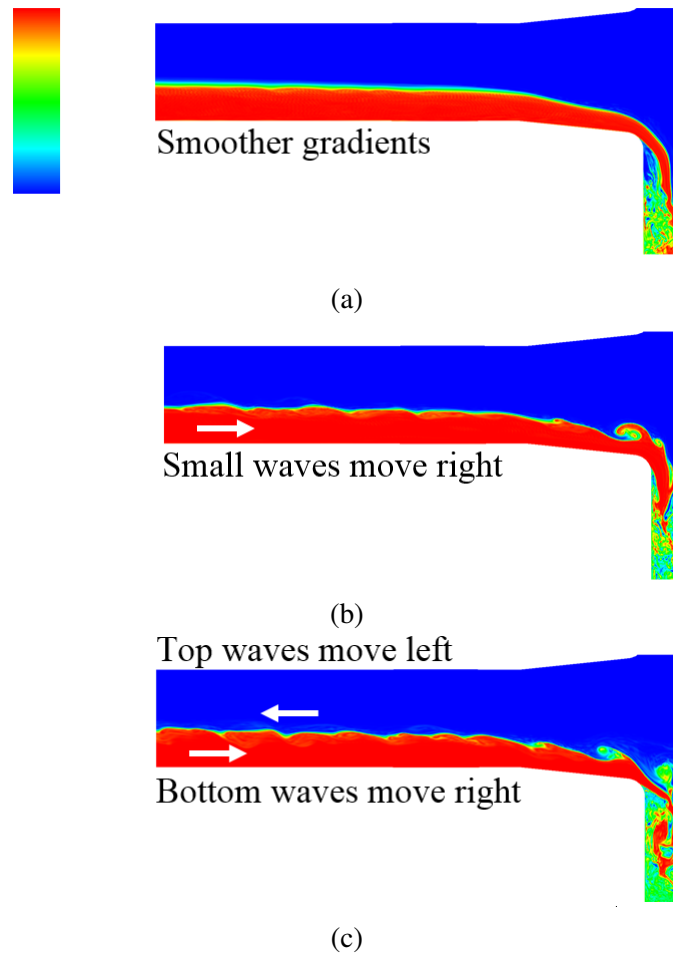 Smoother gradients
(a)
Small waves move right
(b)
Top waves move left
Bottom waves move right
(c)